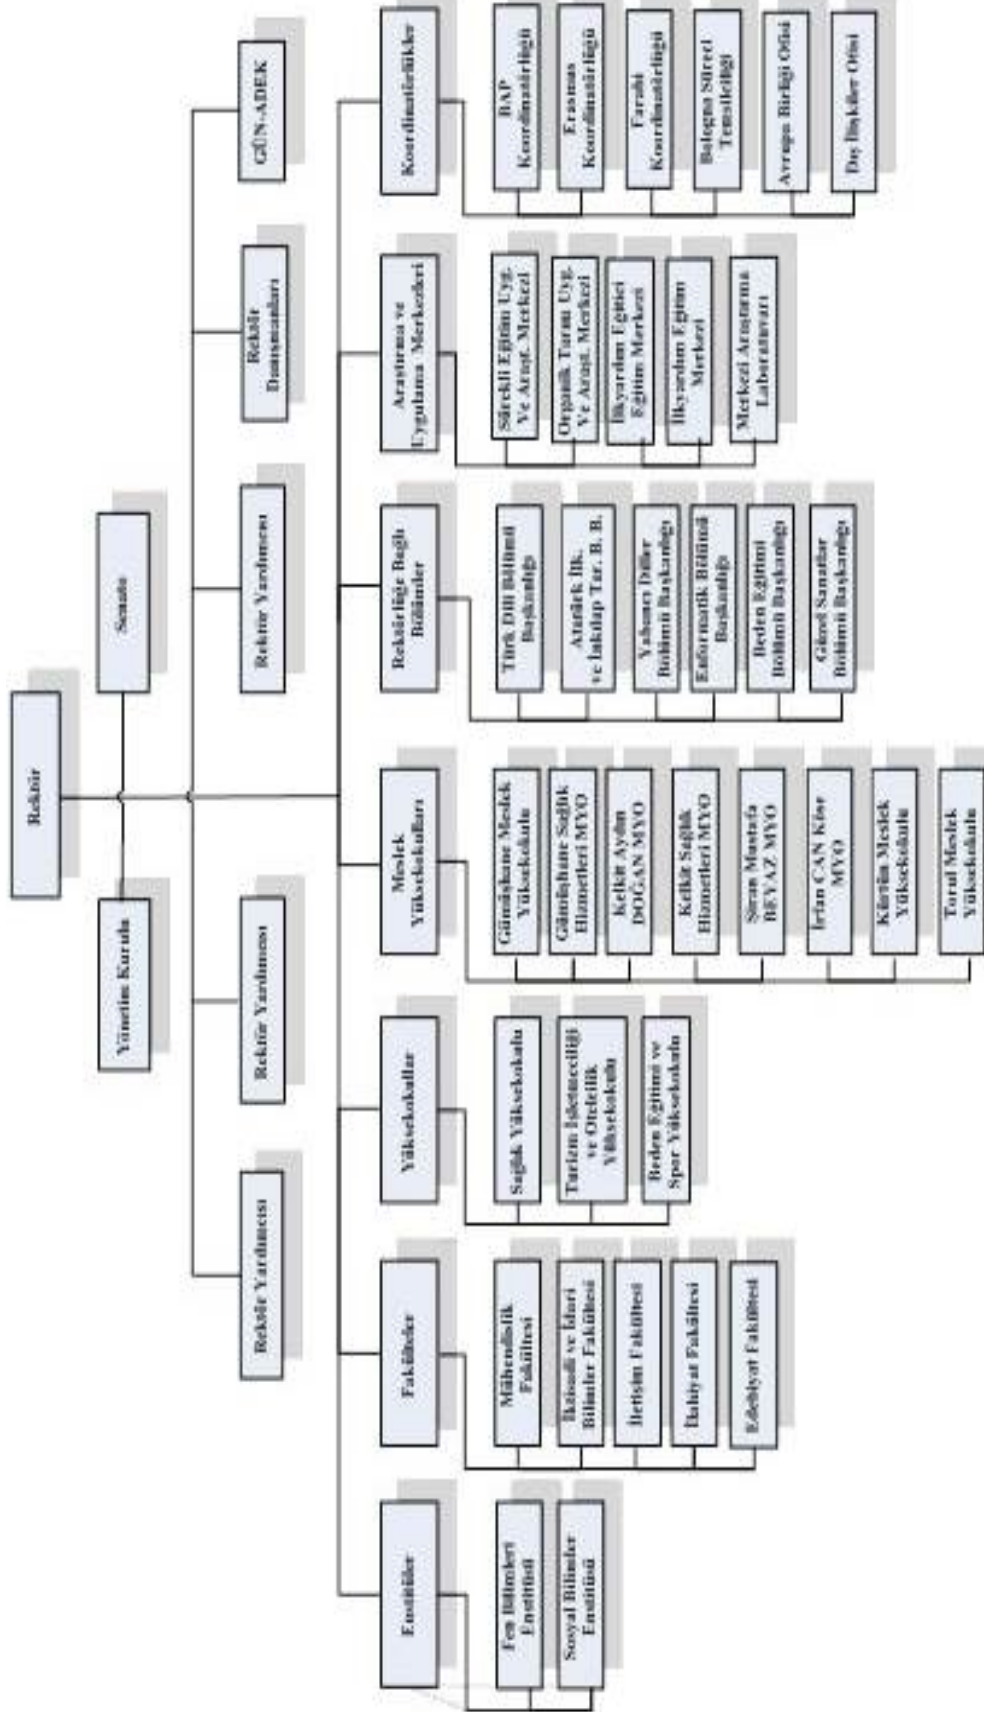 Rektör
Yönetim Kurulu
Senato
Rektör Yardımcısı
Rektör Yardımcısı
Rektör Yardımcısı
Rektör
Danışmanları
GÜN-ADEK
Enstitüler
Fen Bilimleri
Enstitüsü
Sosyal Bilimler
Enstitüsü
Fakülteler
Mühendislik
Fakültesi
İktisadi ve İdari
Bilimler Fakültesi
İletişim Fakültesi
İlahiyat Fakültesi
Edebiyat Fakültesi
Yüksekokullar
Sağlık Yüksekokulu
Turizm İşletmeciliği
ve Otelcilik
Yüksekokulu
Beden Eğitimi ve
Spor Yüksekokulu
Meslek
Yüksekokulları
Gümüşhane Meslek
Yüksekokulu
Gümüşhane Sağlık
Hizmetleri MYO
Kelkit Aydın
DOĞAN MYO
Kelkit Sağlık
Hizmetleri MYO
Şiran Mustafa
BEYAZ MYO
İrfan CAN Köse
MYO
Kürtün Meslek
Yüksekokulu
Torul Meslek
Yüksekokulu
Rektörlüğe Bağlı
Bölümler
Türk Dili Bölümü
Başkanlığı
Atatürk İlk.
ve İnkılap Tar. B. B.
Yabancı Diller
Bölümü Başkanlığı
Enformatik Bölümü
Başkanlığı
Beden Eğitimi
Bölümü Başkanlığı
Güzel Sanatlar
Bölümü Başkanlığı
Araştırma ve
Uygulama Merkezleri
Sürekli Eğitim Uyg.
Ve Araşt. Merkezi
Organik Tarım Uyg.
Ve Araşt. Merkezi
İlkyardım Eğitici
Eğitim Merkezi
İlkyardım Eğitim
Merkezi
Merkezi Araştırma
Laboratuvarı
Koordinatörlükler
BAP
Koordinatörlüğü
Erasmus
Koordinatörlüğü
Farabi
Koordinatörlüğü
Bologna Süreci
Temsilciliği
Avrupa Birliği Ofisi
Dış İlişkiler Ofisi